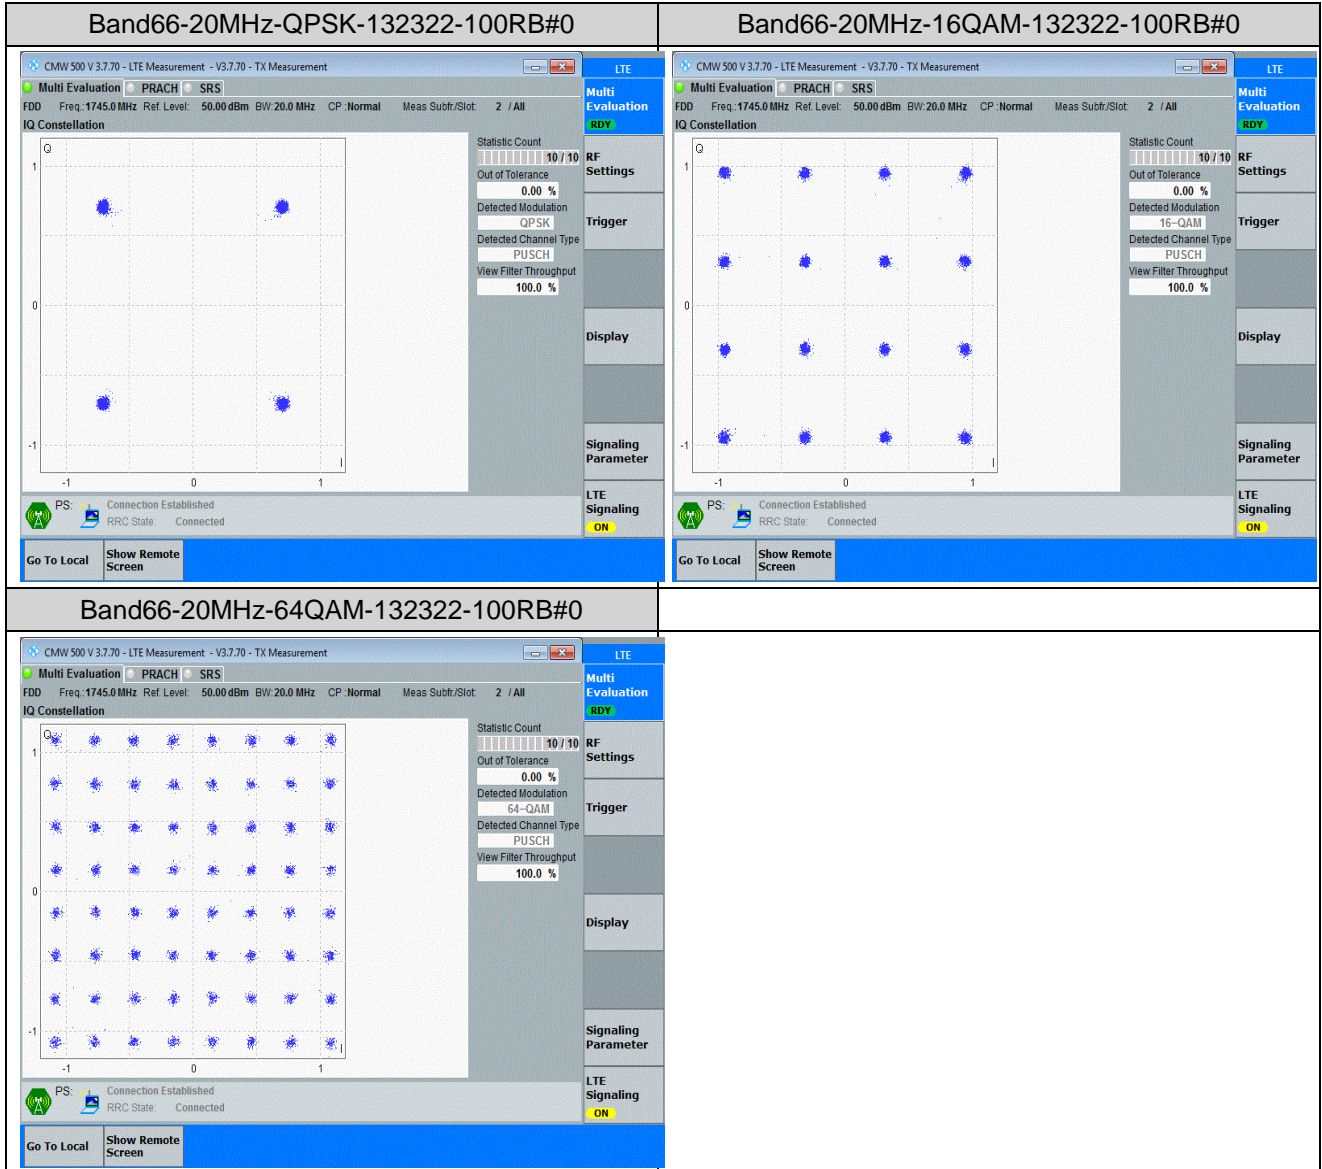 Band66-20MHz-QPSK-132322-100RB#0
CMW 500 V 3.7.70 - LTE Measurement - V3.7.70 - TX Measurement
LTE
Multi Evaluation PRACH SRS
Multi Evaluation
RDY
FDD Freq.:1745.0 MHz Ref. Level: 50.00 dBm BW:20.0 MHz CP :Normal Meas Subfr./Slot: 2 / All
IQ Constellation
Q
1
0
-1
-1 0 1
I
Statistic Count
10 / 10
Out of Tolerance
0.00 %
Detected Modulation
QPSK
Detected Channel Type
PUSCH
View Filter Throughput
100.0 %
RF Settings
Trigger
Display
Signaling Parameter
LTE Signaling
ON
PS: Connection Established
RRC State: Connected
Go To Local
Show Remote Screen
Band66-20MHz-16QAM-132322-100RB#0
CMW 500 V 3.7.70 - LTE Measurement - V3.7.70 - TX Measurement
LTE
Multi Evaluation PRACH SRS
Multi Evaluation
RDY
FDD Freq.:1745.0 MHz Ref. Level: 50.00 dBm BW:20.0 MHz CP :Normal Meas Subfr./Slot: 2 / All
IQ Constellation
Q
1
0
-1
-1 0 1
I
Statistic Count
10 / 10
Out of Tolerance
0.00 %
Detected Modulation
16-QAM
Detected Channel Type
PUSCH
View Filter Throughput
100.0 %
RF Settings
Trigger
Display
Signaling Parameter
LTE Signaling
ON
PS: Connection Established
RRC State: Connected
Go To Local
Show Remote Screen
Band66-20MHz-64QAM-132322-100RB#0
CMW 500 V 3.7.70 - LTE Measurement - V3.7.70 - TX Measurement
LTE
Multi Evaluation PRACH SRS
Multi Evaluation
RDY
FDD Freq.:1745.0 MHz Ref. Level: 50.00 dBm BW:20.0 MHz CP :Normal Meas Subfr./Slot: 2 / All
IQ Constellation
Q
1
0
-1
-1 0 1
I
Statistic Count
10 / 10
Out of Tolerance
0.00 %
Detected Modulation
64-QAM
Detected Channel Type
PUSCH
View Filter Throughput
100.0 %
RF Settings
Trigger
Display
Signaling Parameter
LTE Signaling
ON
PS: Connection Established
RRC State: Connected
Go To Local
Show Remote Screen